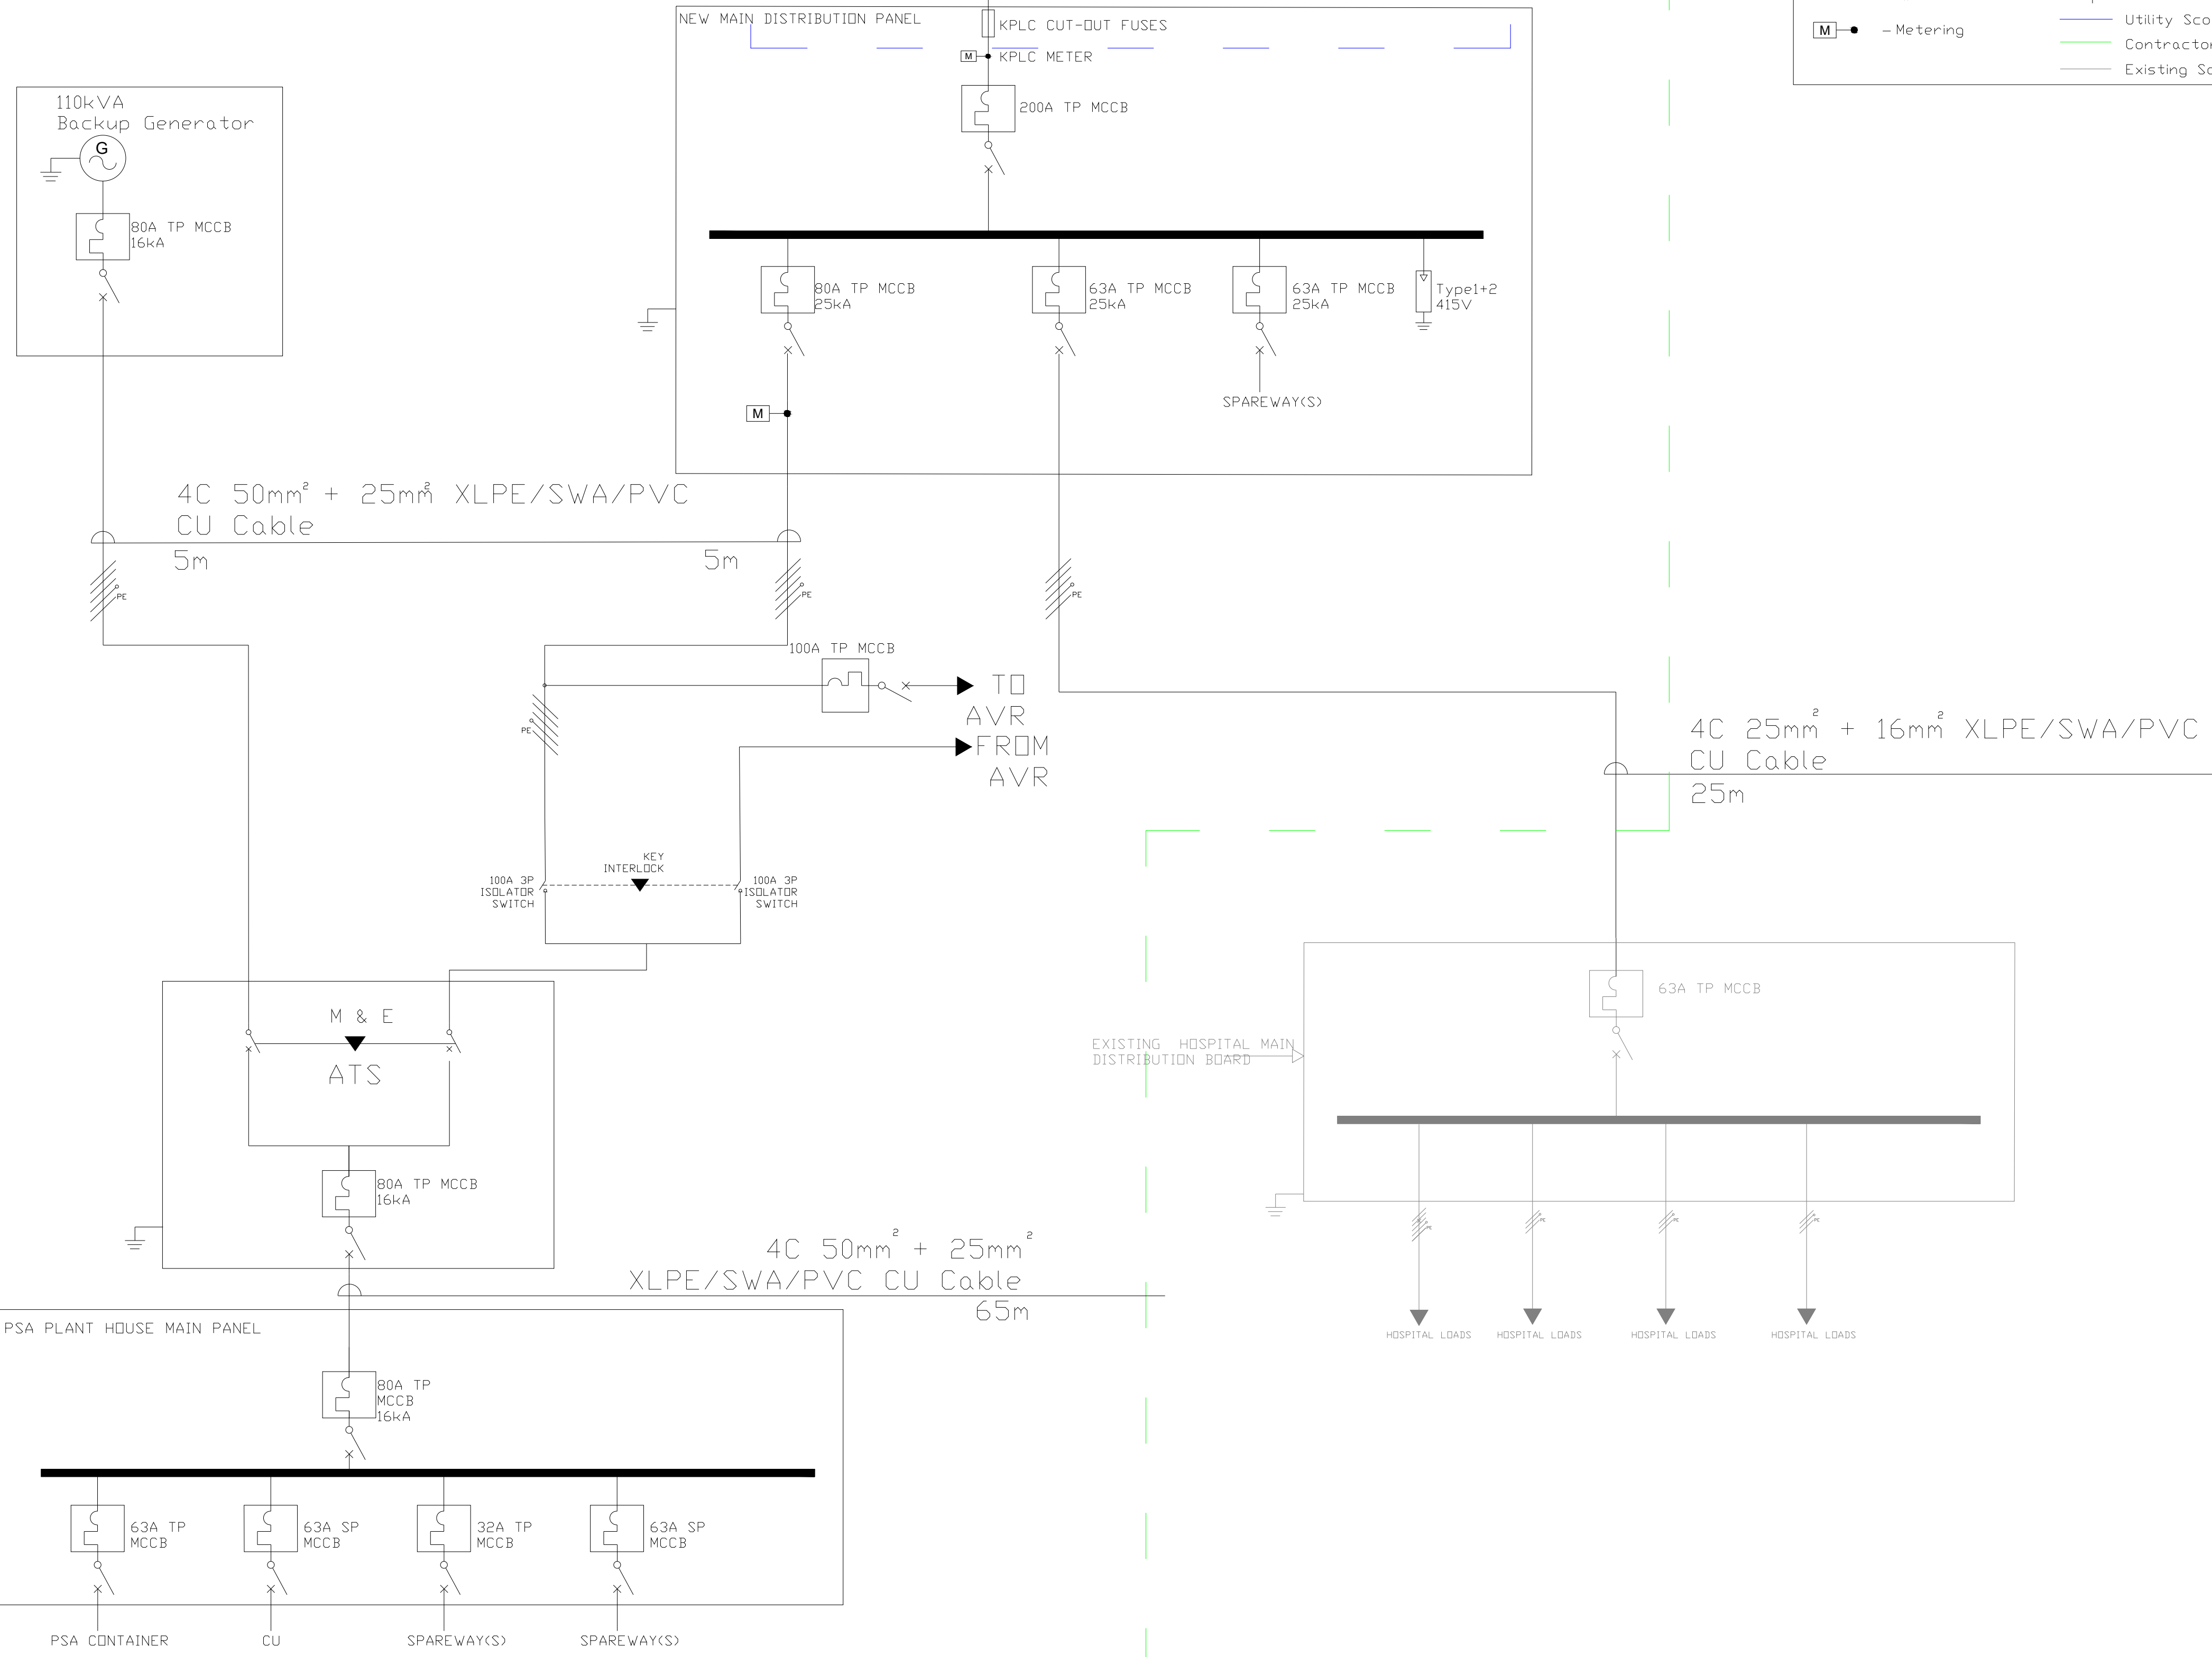 NEW MAIN DISTRIBUTION PANEL
KPLC CUT-OUT FUSES
M
KPLC METER
200A TP MCCB
M
-Metering
Utility Sco
Contractor
Existing Sc
110kVA
Backup Generator
G
80A TP MCCB
16kA
80A TP MCCB
25kA
63A TP MCCB
25kA
63A TP MCCB
25kA
Type1+2
415V
SPAREWAY(S)
M
4C 50mm² + 25mm² XLPE/SWA/PVC
CU Cable
5m
5m
PE
PE
PE
100A TP MCCB
TO
AVR
FROM
AVR
PE
4C 25mm² + 16mm² XLPE/SWA/PVC
CU Cable
25m
KEY
INTERLOCK
100A 3P
ISOLATOR
SWITCH
100A 3P
ISOLATOR
SWITCH
M & E
ATS
80A TP MCCB
16kA
63A TP MCCB
EXISTING HOSPITAL MAIN
DISTRIBUTION BOARD
PE
PE
PE
PE
HOSPITAL LOADS
HOSPITAL LOADS
HOSPITAL LOADS
HOSPITAL LOADS
4C 50mm² + 25mm²
XLPE/SWA/PVC CU Cable
65m
PSA PLANT HOUSE MAIN PANEL
80A TP
MCCB
16kA
63A TP
MCCB
63A SP
MCCB
32A TP
MCCB
63A SP
MCCB
PSA CONTAINER
CU
SPAREWAY(S)
SPAREWAY(S)